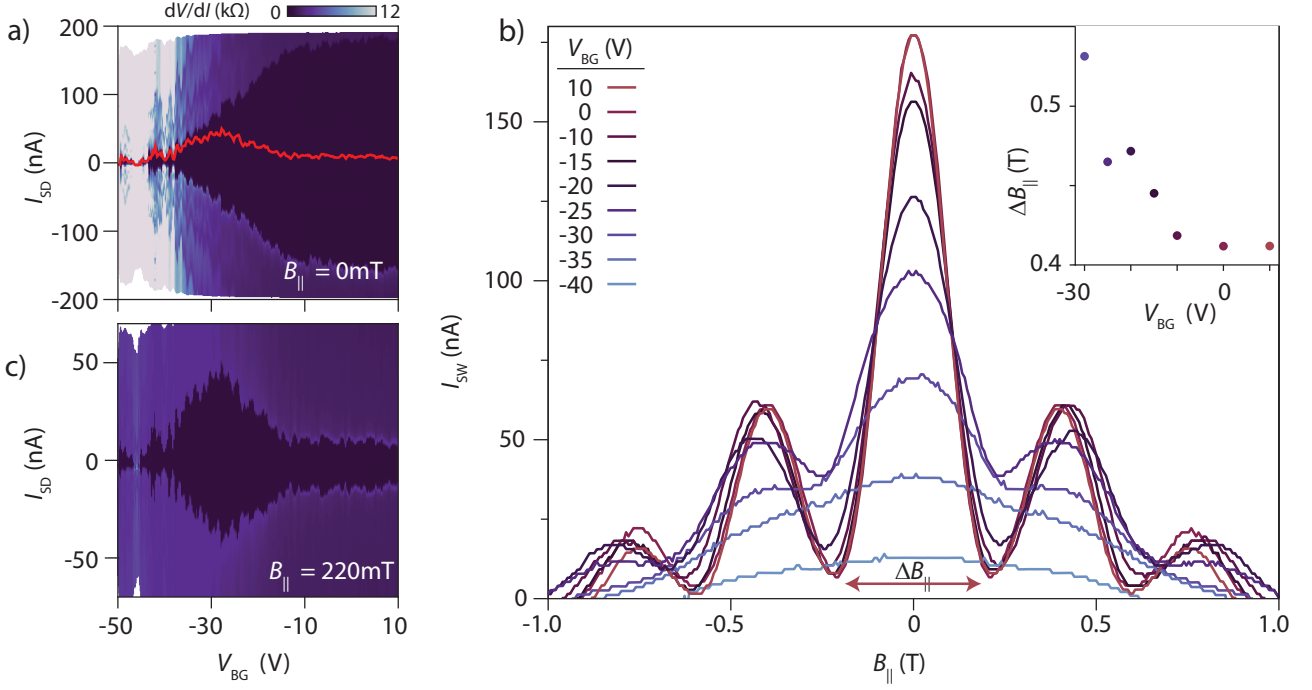 dV/dI (kΩ) 0 12
a)
200
100
0
-100
-200
I_SD (nA)
B_|| = 0mT
c)
50
0
-50
I_SD (nA)
B_|| = 220mT
-50 -30 -10 10
V_BG (V)
b)
V_BG (V)
10
0
-10
-15
-20
-25
-30
-35
-40
150
100
50
0
I_SW (nA)
ΔB_||
-1.0 -0.5 0 0.5 1.0
B_|| (T)
0.5
0.4
ΔB_|| (T)
-30 0
V_BG (V)